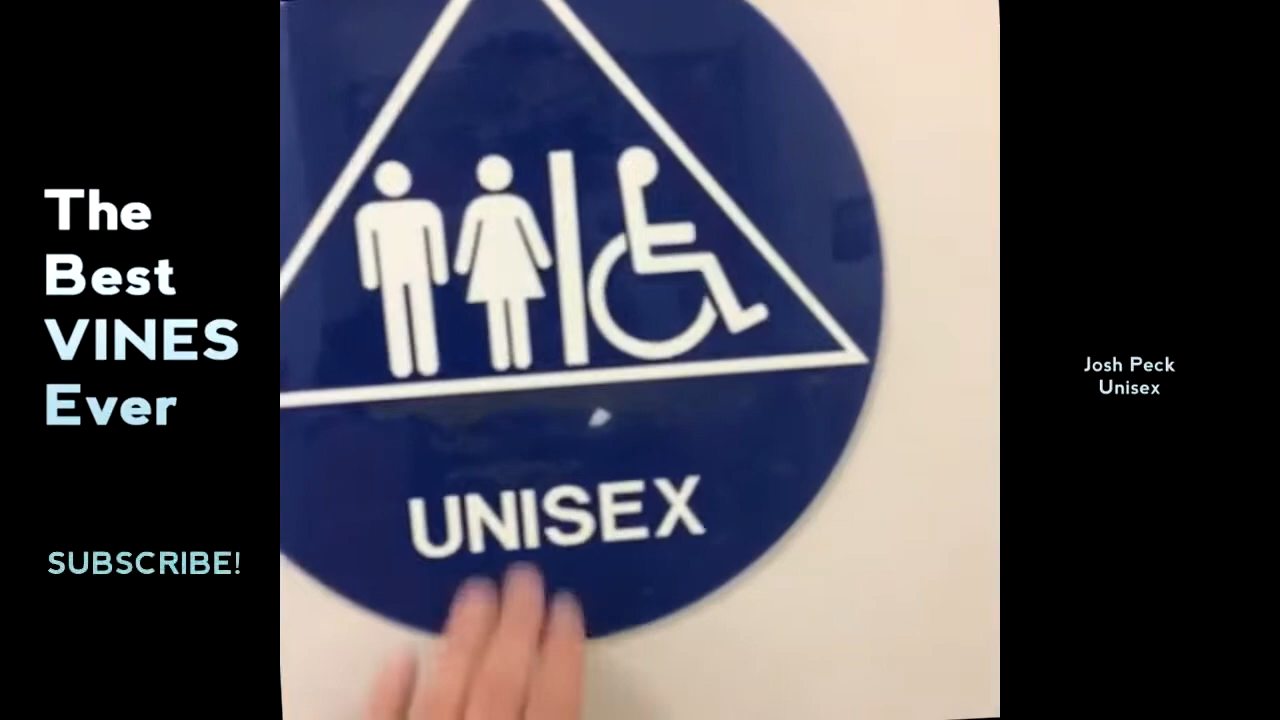 The
Best
VINES
Ever
SUBSCRIBE!
UNISEX
Josh Peck
Unisex